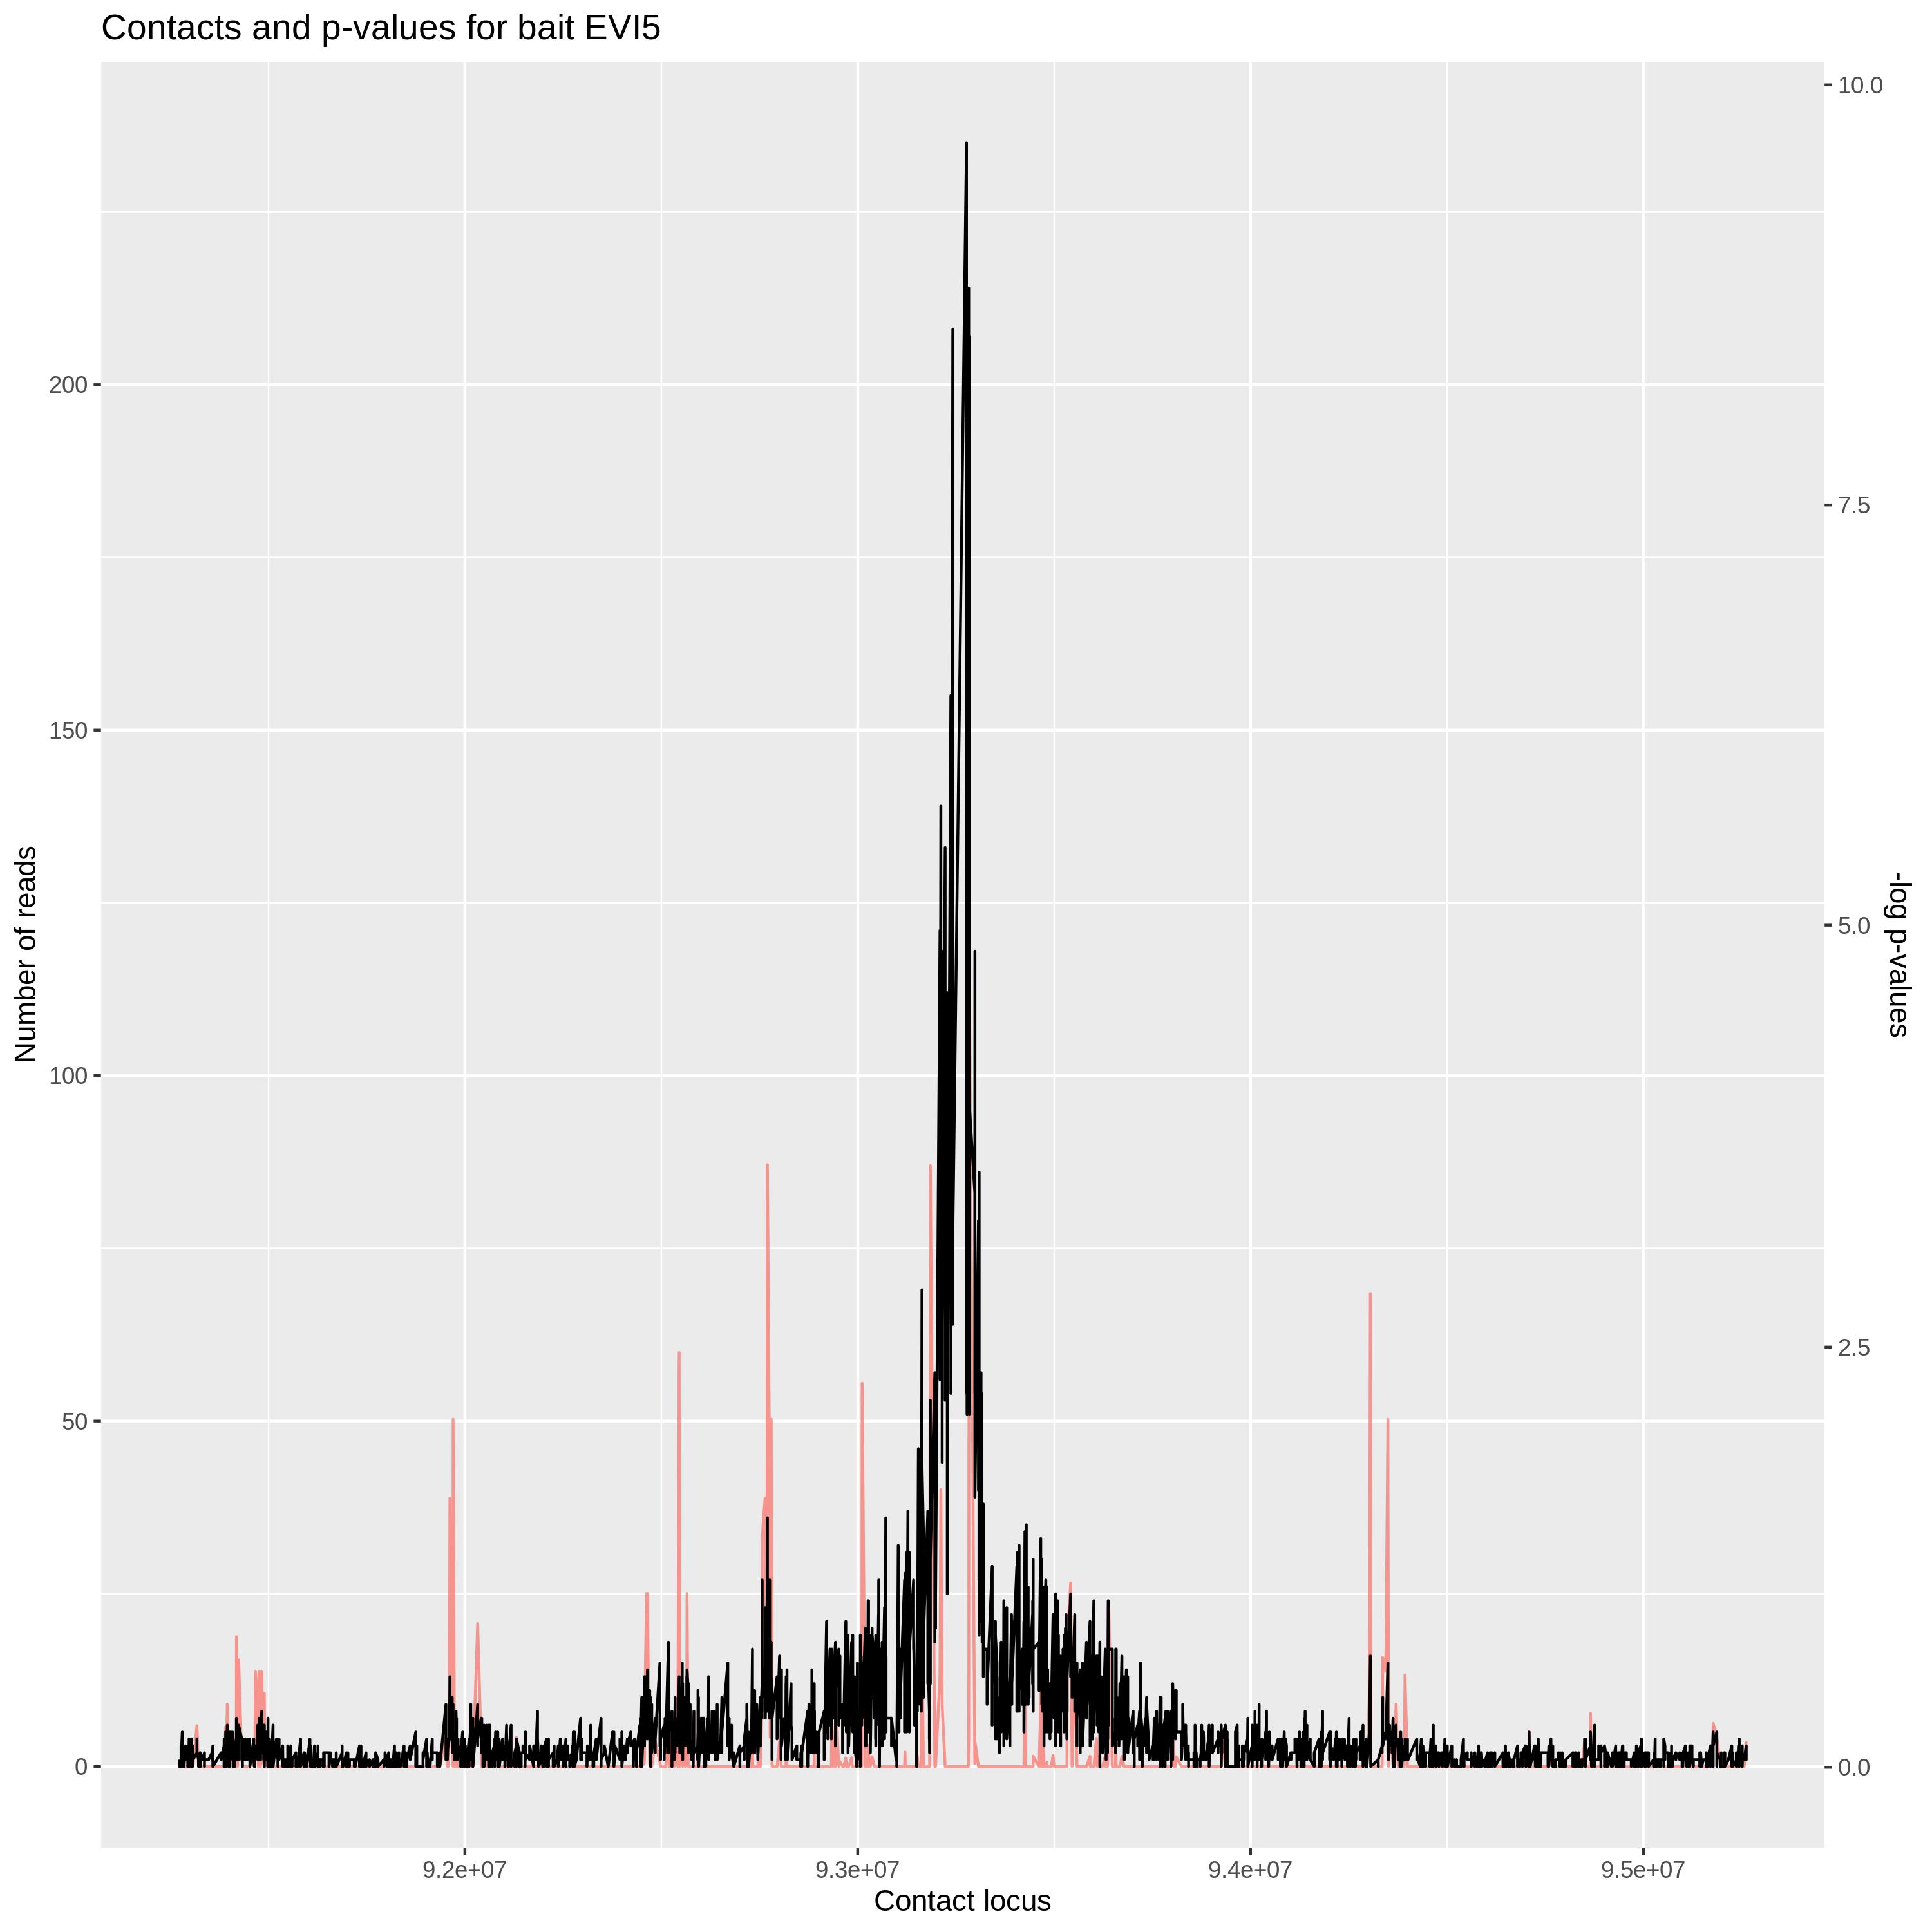 Contacts and p-values for bait EVI5
10.0
7.5
5.0
2.5
0.0
200
150
100
50
0
Number of reads
-log p-values
9.2e+07
9.3e+07
9.4e+07
9.5e+07
Contact locus